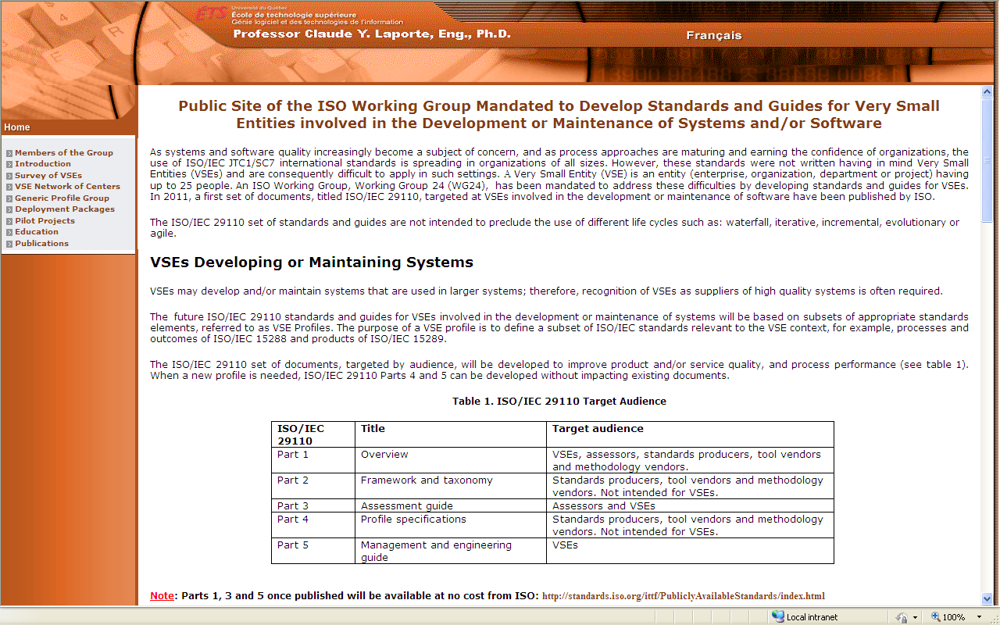 Université du Québec
ÉTS École de technologie supérieure
Génie logiciel et des technologies de l'information
Professor Claude Y. Laporte, Eng., Ph.D.
Français
Home
Members of the Group
Introduction
Survey of VSEs
VSE Network of Centers
Generic Profile Group
Deployment Packages
Pilot Projects
Education
Publications
Public Site of the ISO Working Group Mandated to Develop Standards and Guides for Very Small
Entities involved in the Development or Maintenance of Systems and/or Software
As systems and software quality increasingly become a subject of concern, and as process approaches are maturing and earning the confidence of organizations, the
use of ISO/IEC JTC1/SC7 international standards is spreading in organizations of all sizes. However, these standards were not written having in mind Very Small
Entities (VSEs) and are consequently difficult to apply in such settings. A Very Small Entity (VSE) is an entity (enterprise, organization, department or project) having
up to 25 people. An ISO Working Group, Working Group 24 (WG24), has been mandated to address these difficulties by developing standards and guides for VSEs.
In 2011, a first set of documents, titled ISO/IEC 29110, targeted at VSEs involved in the development or maintenance of software have been published by ISO.
The ISO/IEC 29110 set of standards and guides are not intended to preclude the use of different life cycles such as: waterfall, iterative, incremental, evolutionary or
agile.
VSEs Developing or Maintaining Systems
VSEs may develop and/or maintain systems that are used in larger systems; therefore, recognition of VSEs as suppliers of high quality systems is often required.
The future ISO/IEC 29110 standards and guides for VSEs involved in the development or maintenance of systems will be based on subsets of appropriate standards
elements, referred to as VSE Profiles. The purpose of a VSE profile is to define a subset of ISO/IEC standards relevant to the VSE context, for example, processes and
outcomes of ISO/IEC 15288 and products of ISO/IEC 15289.
The ISO/IEC 29110 set of documents, targeted by audience, will be developed to improve product and/or service quality, and process performance (see table 1).
When a new profile is needed, ISO/IEC 29110 Parts 4 and 5 can be developed without impacting existing documents.
Table 1. ISO/IEC 29110 Target Audience
ISO/IEC 29110 Title Target audience
Part 1 Overview VSEs, assessors, standards producers, tool vendors
and methodology vendors.
Part 2 Framework and taxonomy Standards producers, tool vendors and methodology
vendors. Not intended for VSEs.
Part 3 Assessment guide Assessors and VSEs
Part 4 Profile specifications Standards producers, tool vendors and methodology
vendors. Not intended for VSEs.
Part 5 Management and engineering guide VSEs
Note: Parts 1, 3 and 5 once published will be available at no cost from ISO: http://standards.iso.org/ittf/PubliclyAvailableStandards/index.html
Local intranet
100%